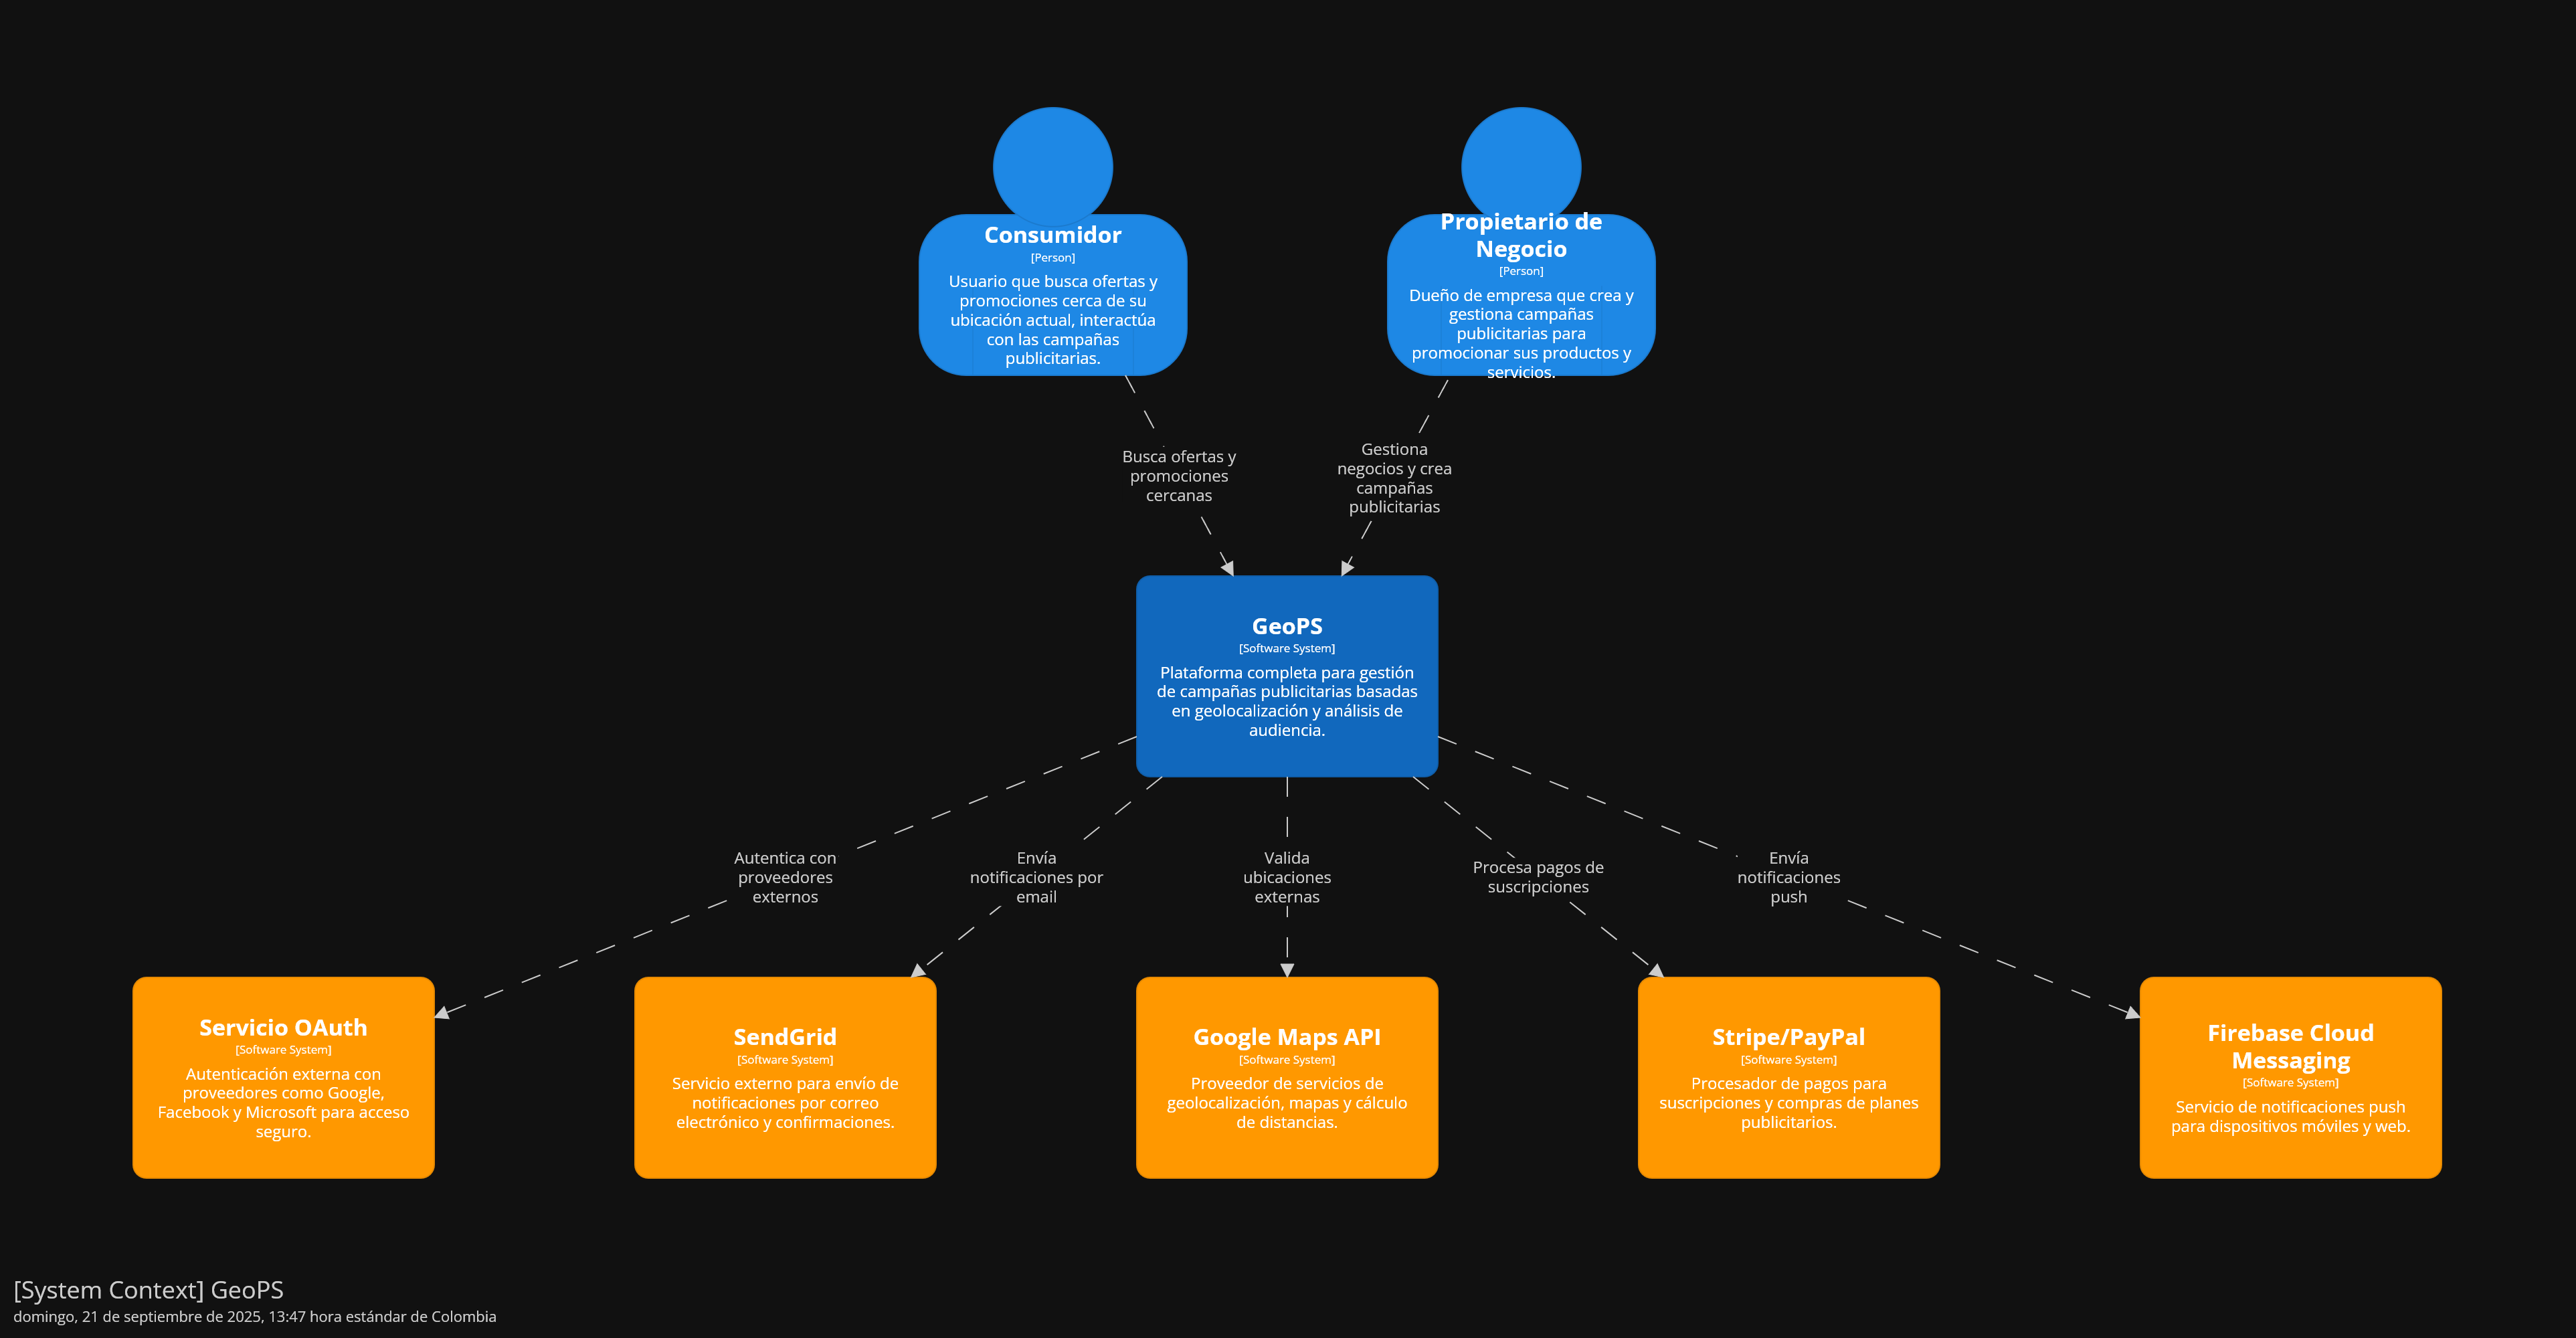 Consumidor
[Person]
Usuario que busca ofertas y
promociones cerca de su
ubicación actual, interactúa
con las campañas
publicitarias.
Propietario de
Negocio
[Person]
Dueño de empresa que crea y
gestiona campañas
publicitarias para
promocionar sus productos y
servicios.
Busca ofertas y
promociones
cercanas
Gestiona
negocios y crea
campañas
publicitarias
GeoPS
[Software System]
Plataforma completa para gestión
de campañas publicitarias basadas
en geolocalización y análisis de
audiencia.
Autentica con
proveedores
externos
Envía
notificaciones por
email
Valida
ubicaciones
externas
Procesa pagos de
suscripciones
Envía
notificaciones
push
Servicio OAuth
[Software System]
Autenticación externa con
proveedores como Google,
Facebook y Microsoft para acceso
seguro.
SendGrid
[Software System]
Servicio externo para envío de
notificaciones por correo
electrónico y confirmaciones.
Google Maps API
[Software System]
Proveedor de servicios de
geolocalización, mapas y cálculo
de distancias.
Stripe/PayPal
[Software System]
Procesador de pagos para
suscripciones y compras de planes
publicitarios.
Firebase Cloud
Messaging
[Software System]
Servicio de notificaciones push
para dispositivos móviles y web.
[System Context] GeoPS
domingo, 21 de septiembre de 2025, 13:47 hora estándar de Colombia